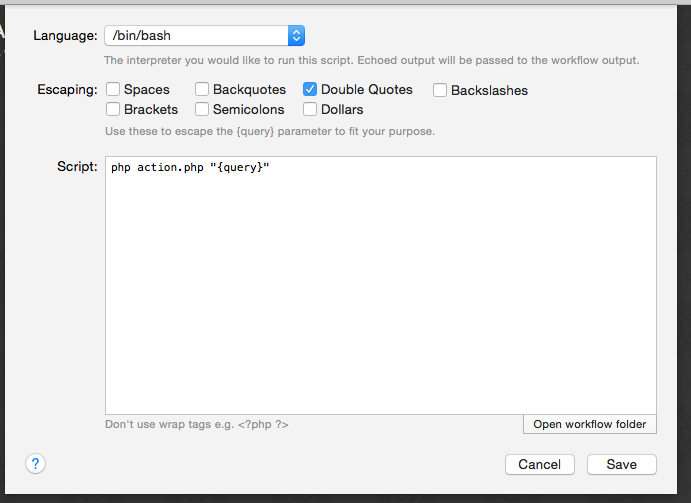 Language: /bin/bash
The interpreter you would like to run this script. Echoed output will be passed to the workflow output.
Escaping: Spaces Backquotes Double Quotes Backslashes
Brackets Semicolons Dollars
Use these to escape the {query} parameter to fit your purpose.
Script: php action.php "{query}"
Don't use wrap tags e.g. <?php ?> Open workflow folder
? Cancel Save